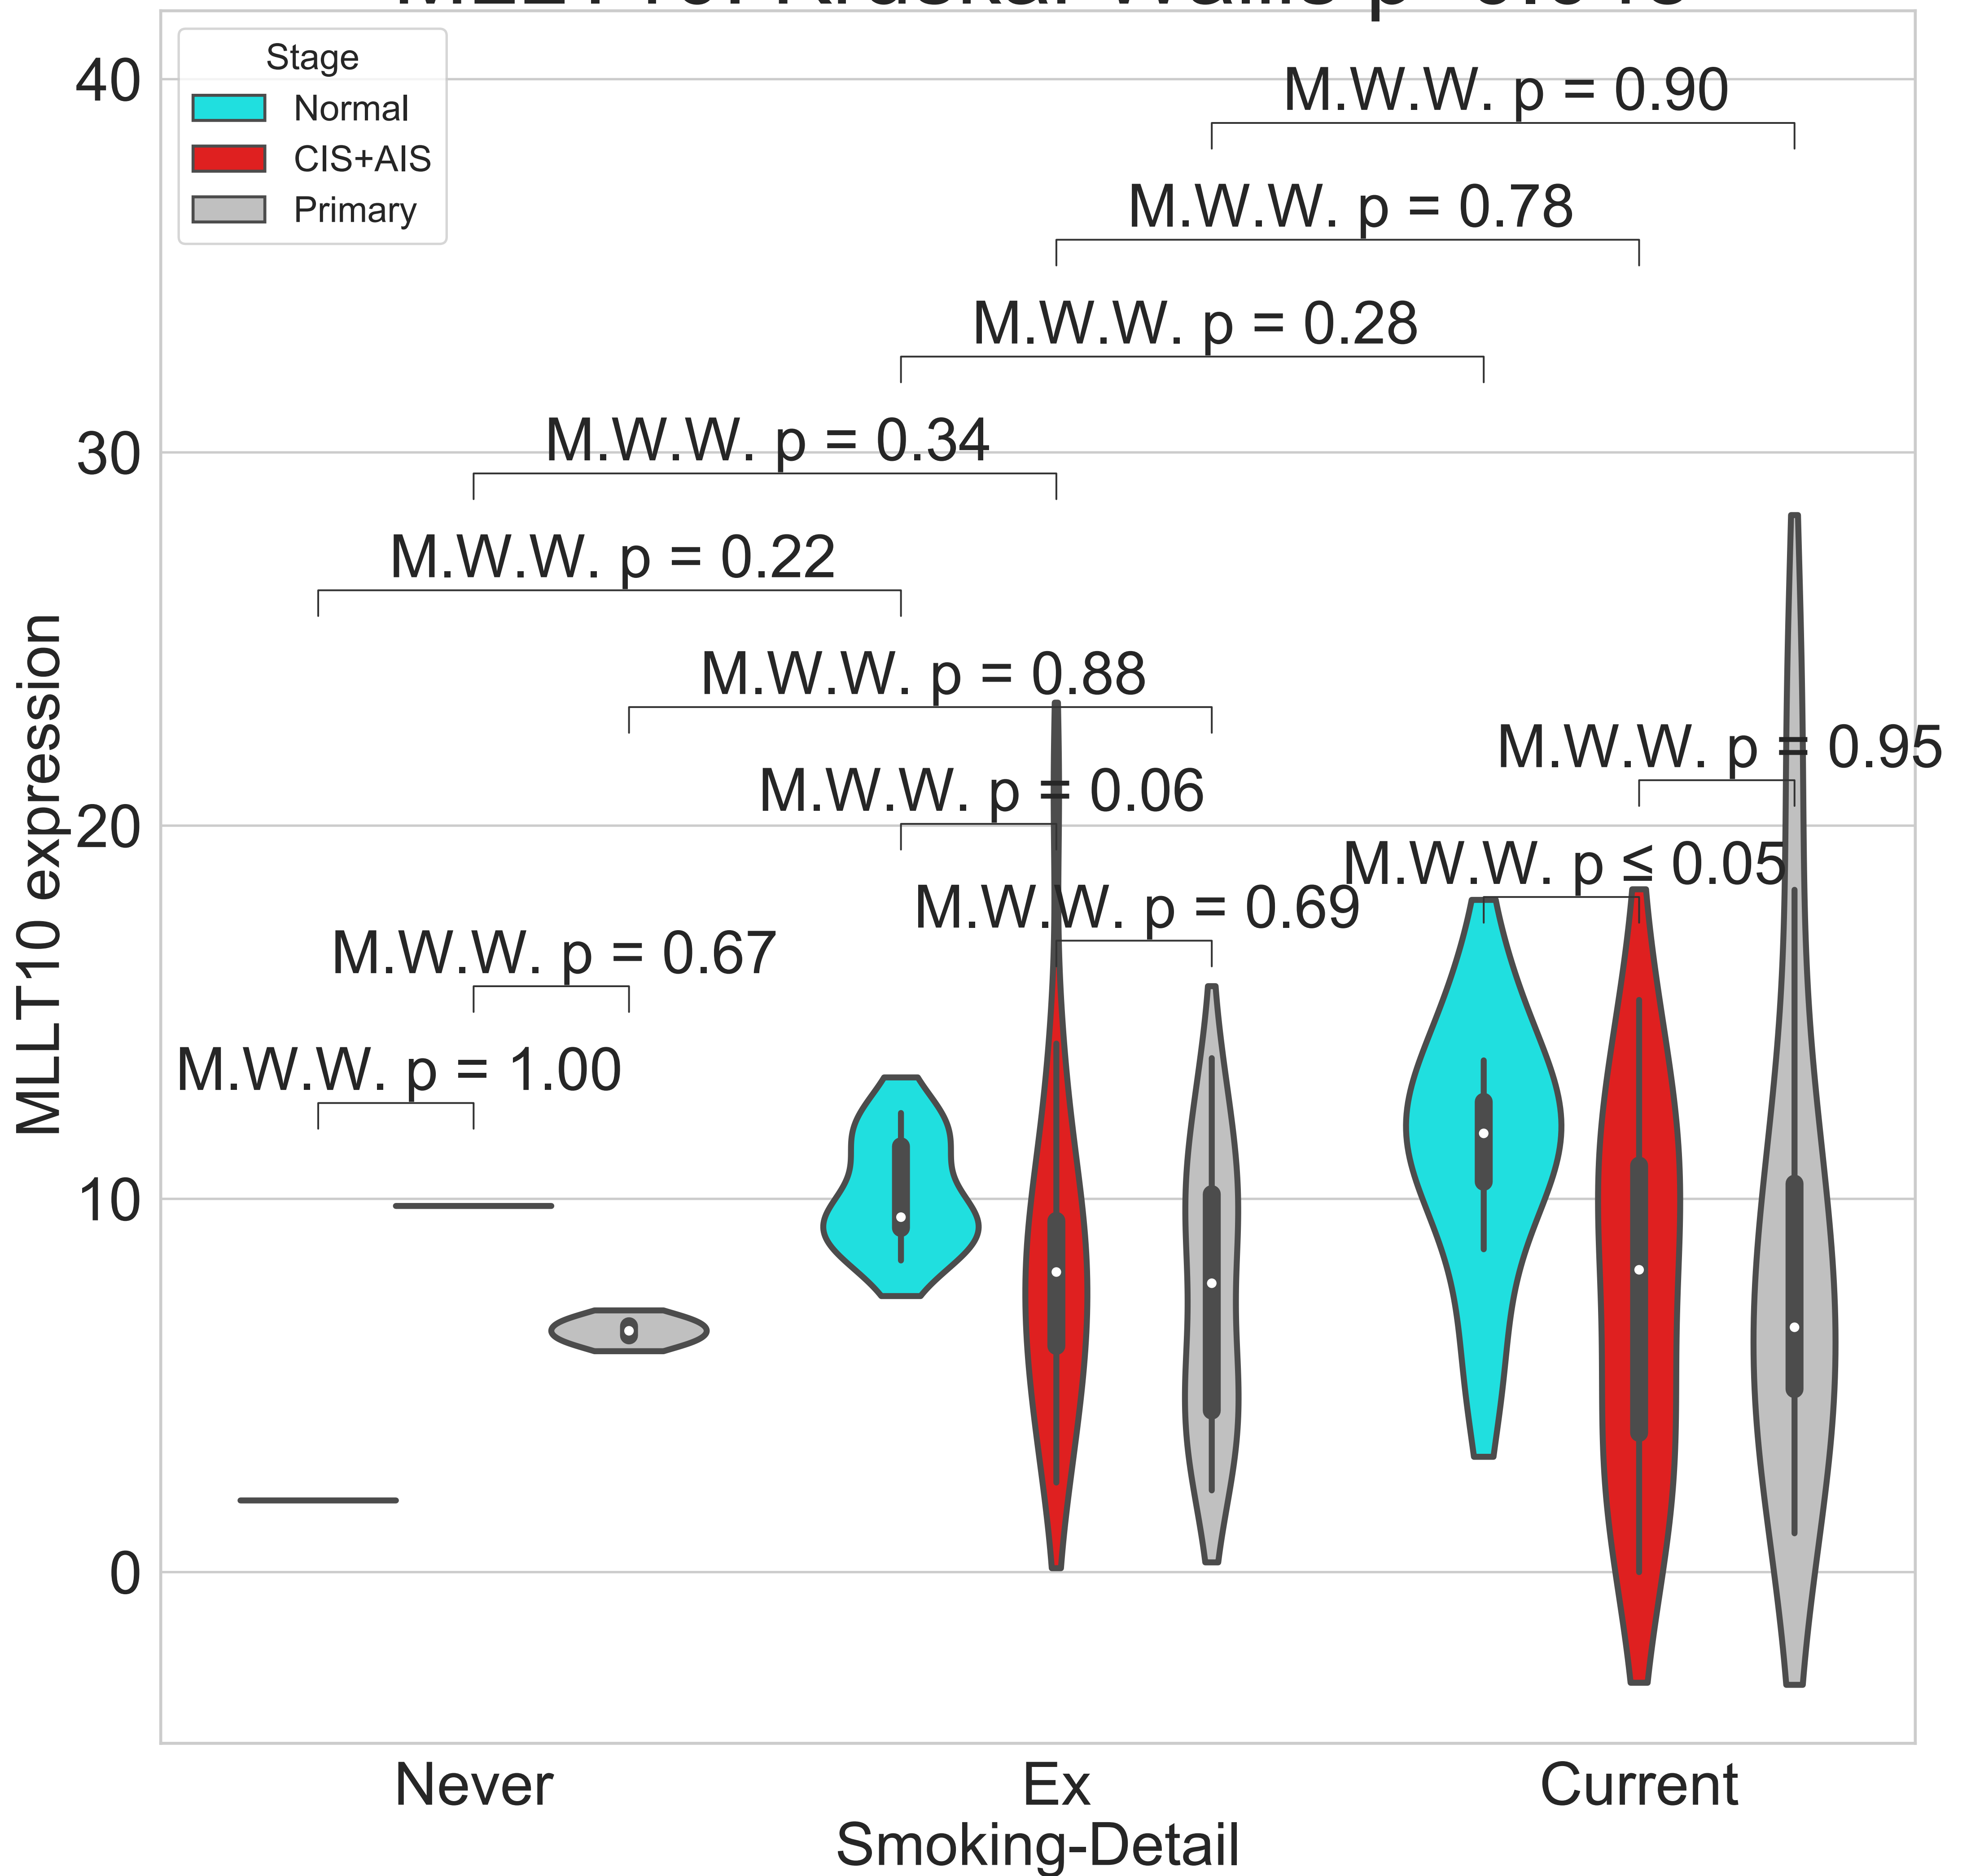 Stage
Normal
CIS+AIS
Primary
40
30
20
10
0
MLLT10 expression
M.W.W. p = 0.90
M.W.W. p = 0.78
M.W.W. p = 0.28
M.W.W. p = 0.34
M.W.W. p = 0.22
M.W.W. p = 0.88
M.W.W. p = 0.95
M.W.W. p = 0.06
M.W.W. p ≤ 0.05
M.W.W. p = 0.69
M.W.W. p = 0.67
M.W.W. p = 1.00
Never
Ex
Current
Smoking-Detail